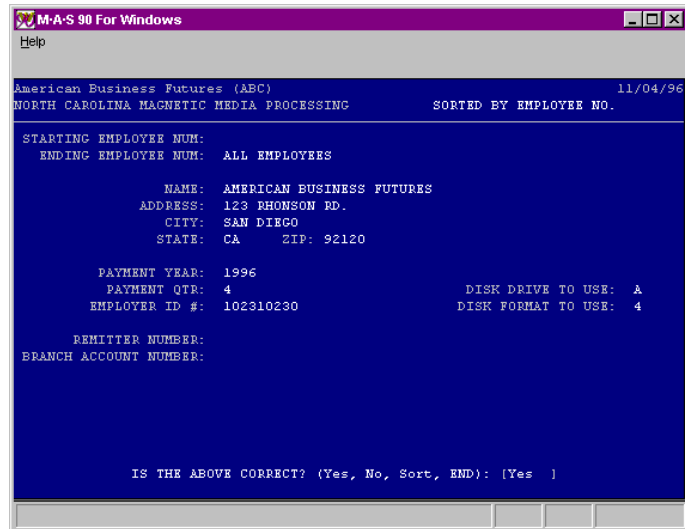 M·A·S 90 For Windows
Help
American Business Futures (ABC) 11/04/96
NORTH CAROLINA MAGNETIC MEDIA PROCESSING SORTED BY EMPLOYEE NO.
STARTING EMPLOYEE NUM:
ENDING EMPLOYEE NUM: ALL EMPLOYEES
NAME: AMERICAN BUSINESS FUTURES
ADDRESS: 123 RHONSON RD.
CITY: SAN DIEGO
STATE: CA ZIP: 92120
PAYMENT YEAR: 1996
PAYMENT QTR: 4 DISK DRIVE TO USE: A
EMPLOYER ID #: 102310230 DISK FORMAT TO USE: 4
REMITTER NUMBER:
BRANCH ACCOUNT NUMBER:
IS THE ABOVE CORRECT? (Yes, No, Sort, END): [Yes ]